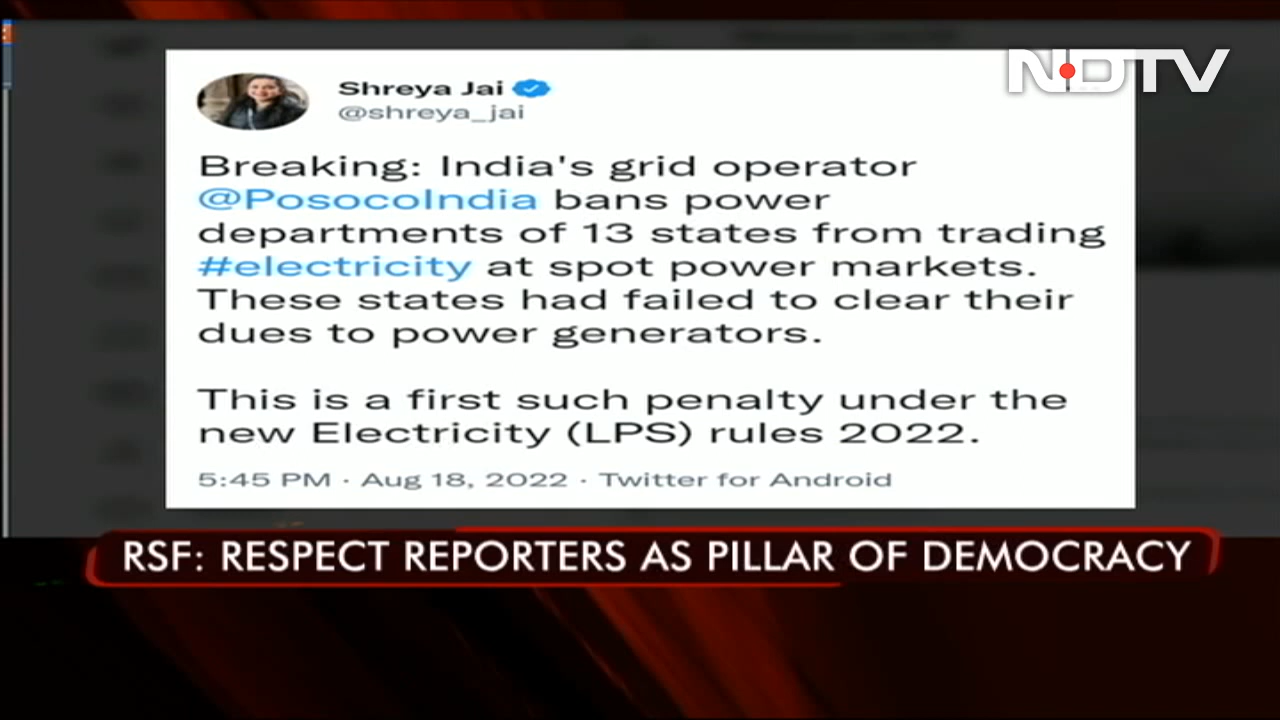 NDTV
Shreya Jai
@shreya_jai
Breaking: India's grid operator
@PosocoIndia bans power
departments of 13 states from trading
#electricity at spot power markets.
These states had failed to clear their
dues to power generators.
This is a first such penalty under the
new Electricity (LPS) rules 2022.
5:45 PM · Aug 18, 2022 · Twitter for Android
RSF: RESPECT REPORTERS AS PILLAR OF DEMOCRACY